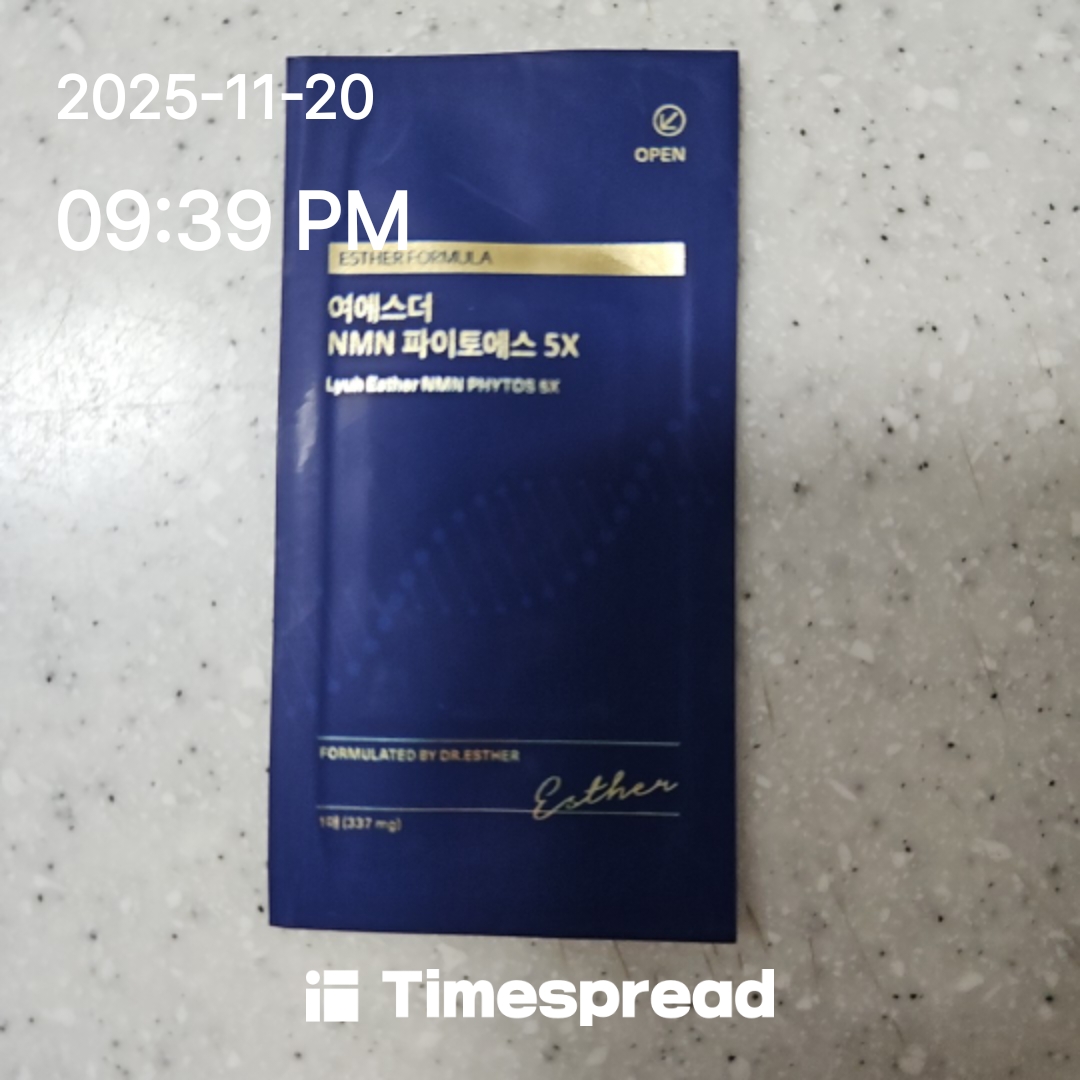 2025-11-20
09:39 PM
OPEN
ESTHER FORMULA
여에스더
NMN 파이토에스 5X
Lyuh Esther NMN PHYTOS 5X
FORMULATED BY DR.ESTHER
Esther
1매 (337 mg)
Timespread